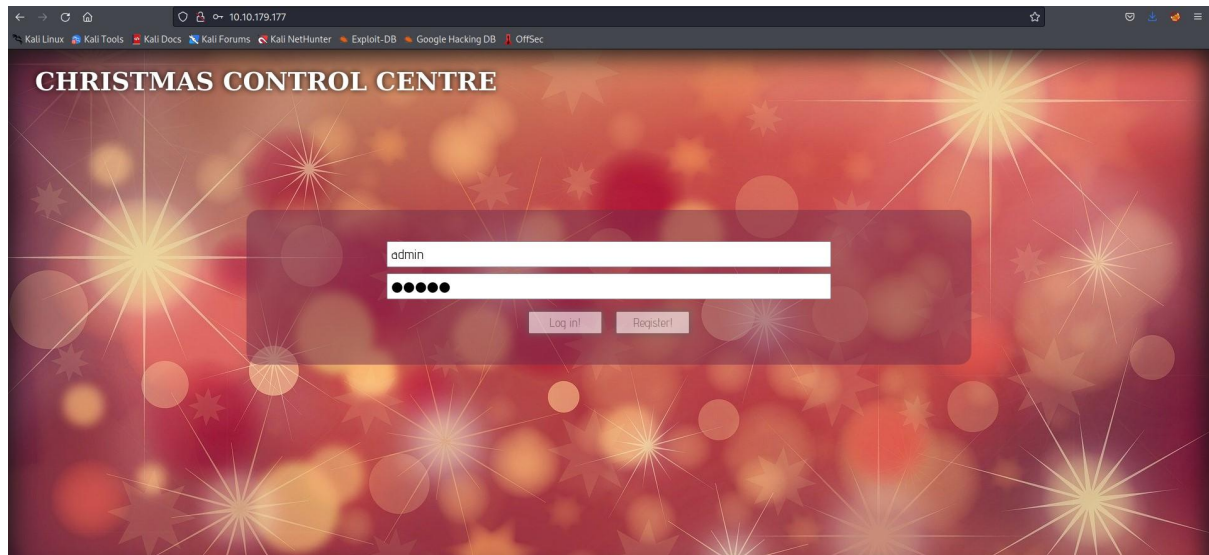 10.10.179.177
Kali Linux Kali Tools Kali Docs Kali Forums Kali NetHunter Exploit-DB Google Hacking DB OffSec
CHRISTMAS CONTROL CENTRE
admin
Log in! Register!